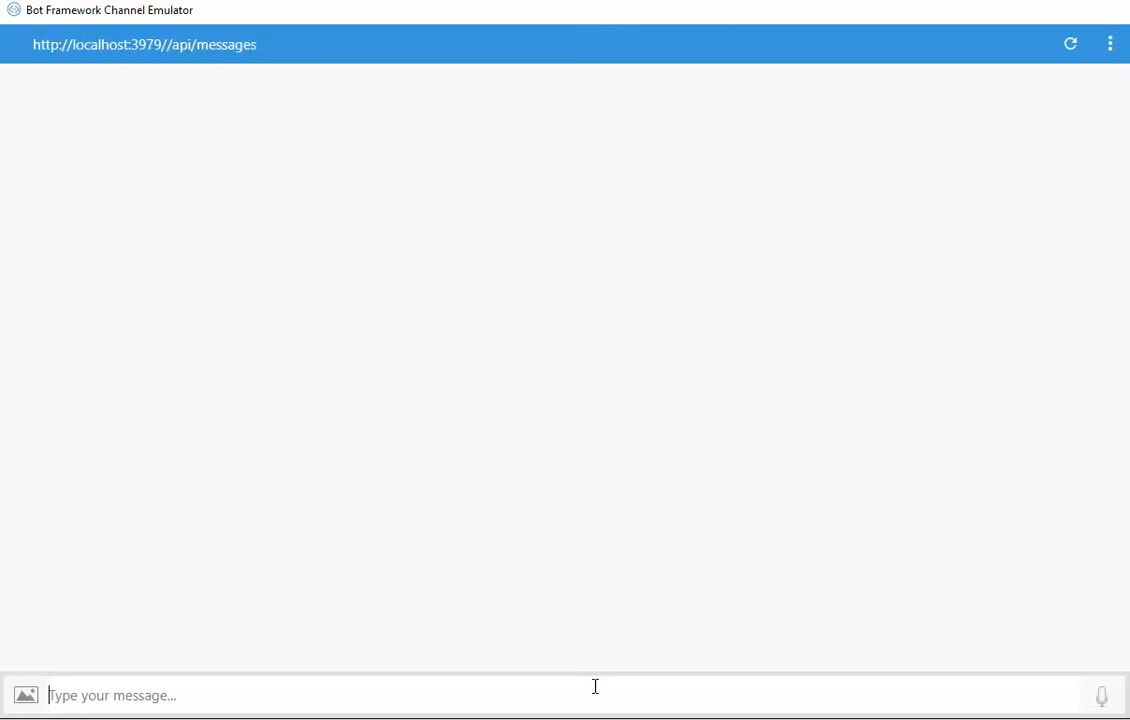 Bot Framework Channel Emulator
http://localhost:3979//api/messages
Type your message...